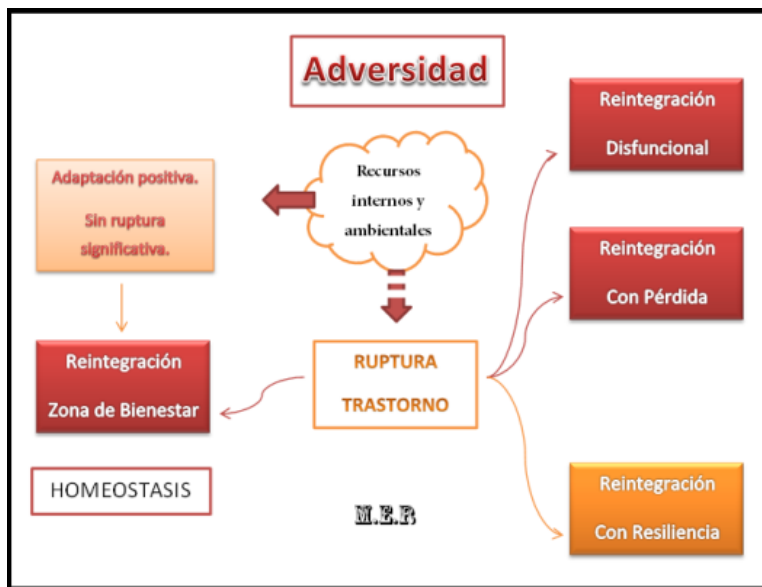 Adversidad
Recursos
internos y
ambientales
Adaptación positiva.
Sin ruptura
significativa.
Reintegración
Zona de Bienestar
HOMEOSTASIS
RUPTURA
TRASTORNO
M.E.R
Reintegración
Disfuncional
Reintegración
Con Pérdida
Reintegración
Con Resiliencia